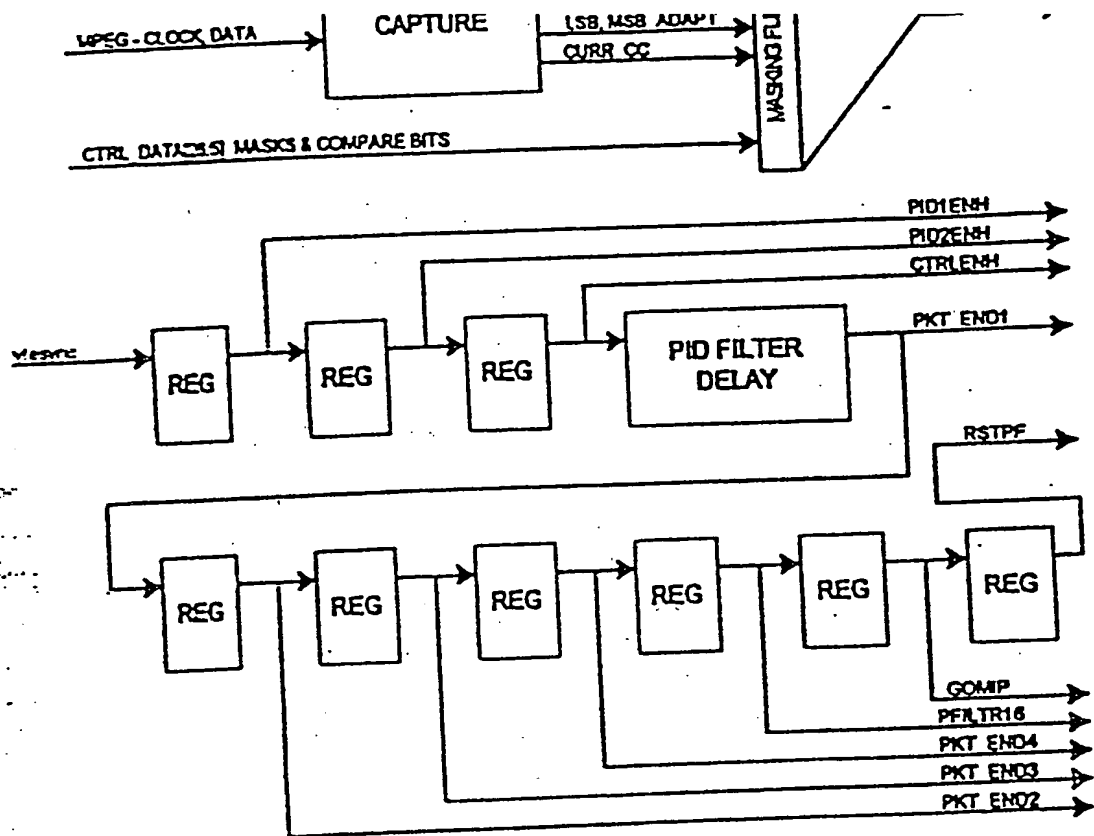 MPEG - CLOCK, DATA
CAPTURE
LSB, MSB ADAPT
CURR CC
CTRL DATA MASKS & COMPARE BITS
MASKING
PID1ENH
PID2ENH
CTRLENH
PKT END1
REG
REG
REG
PID FILTER
DELAY
RSTPF
REG
REG
REG
REG
REG
REG
GOMIP
PFILTR16
PKT END4
PKT END3
PKT END2